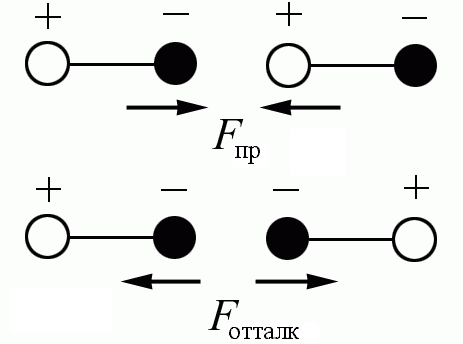 + − + −
Fпр
+ − − +
Fотталк